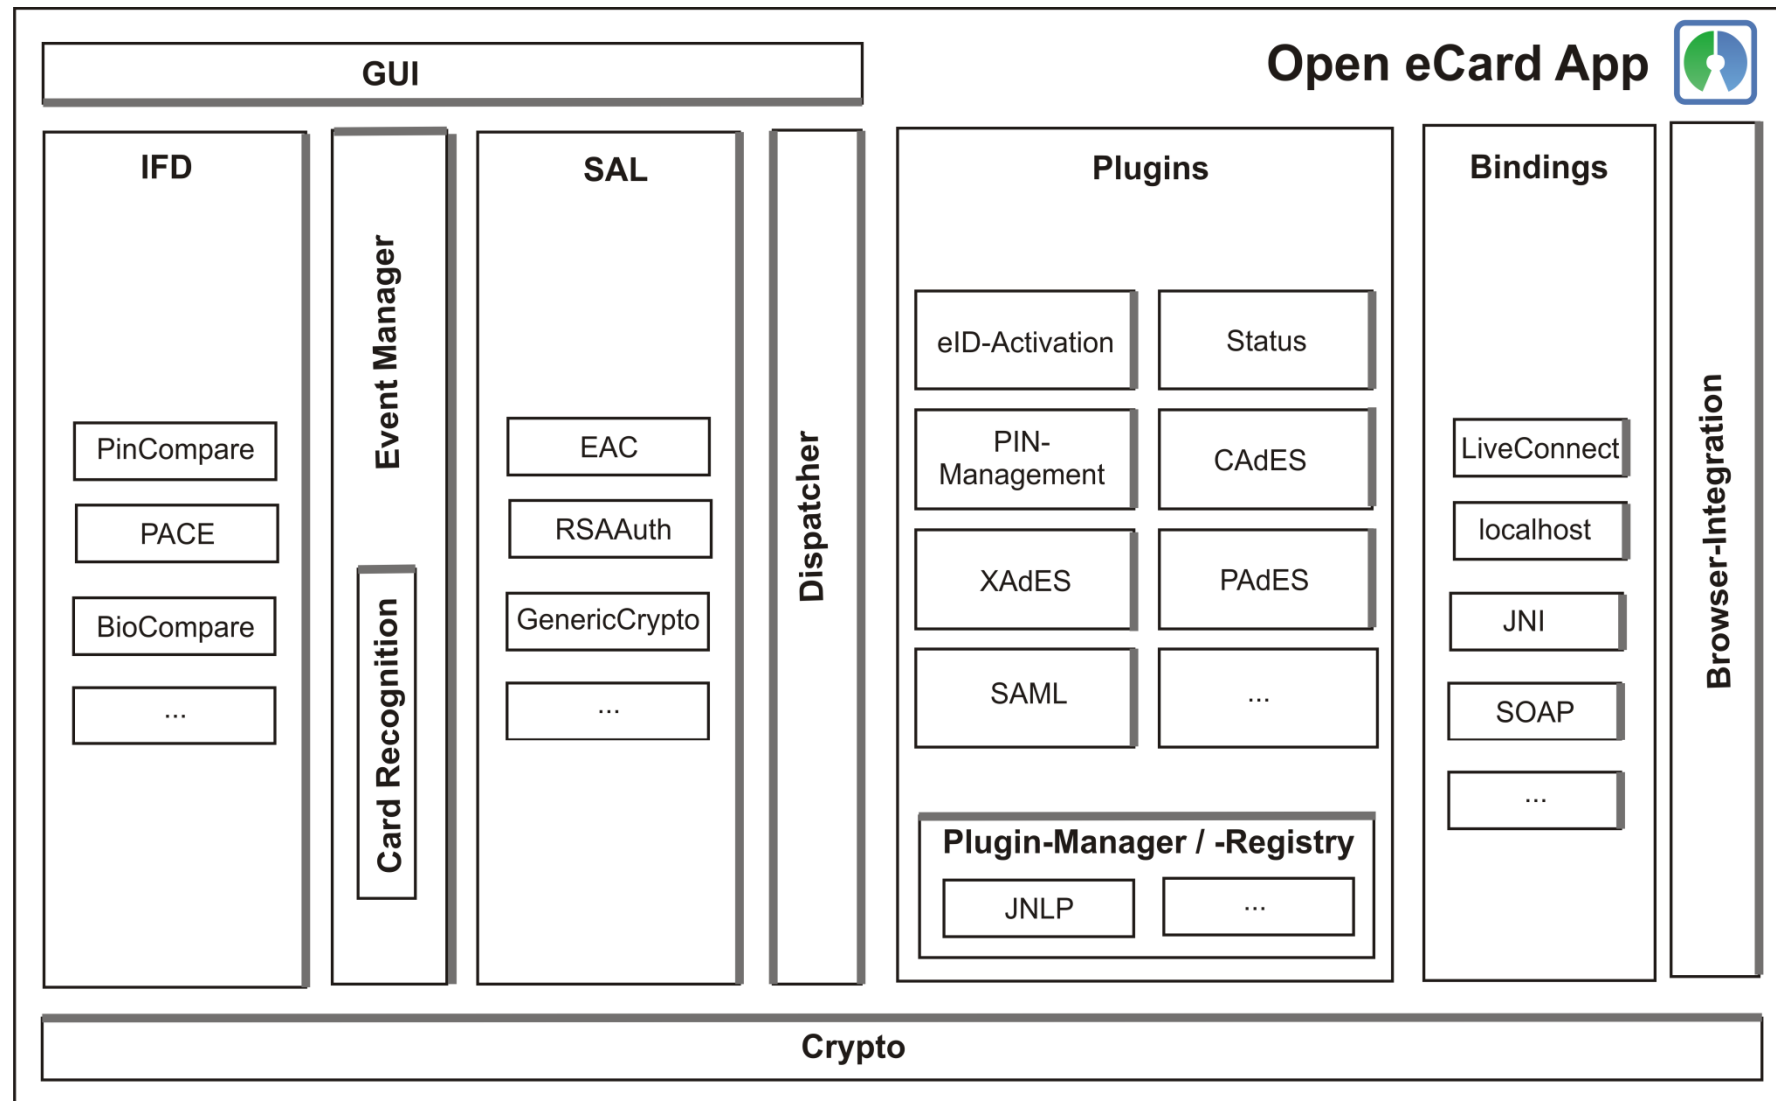 GUI
Open eCard App
IFD
PinCompare
PACE
BioCompare
...
Event Manager
Card Recognition
SAL
EAC
RSAAuth
GenericCrypto
...
Dispatcher
Plugins
eID-Activation
Status
PIN-
Management
CAdES
XAdES
PAdES
SAML
...
Plugin-Manager / -Registry
JNLP
...
Bindings
LiveConnect
localhost
JNI
SOAP
...
Browser-Integration
Crypto